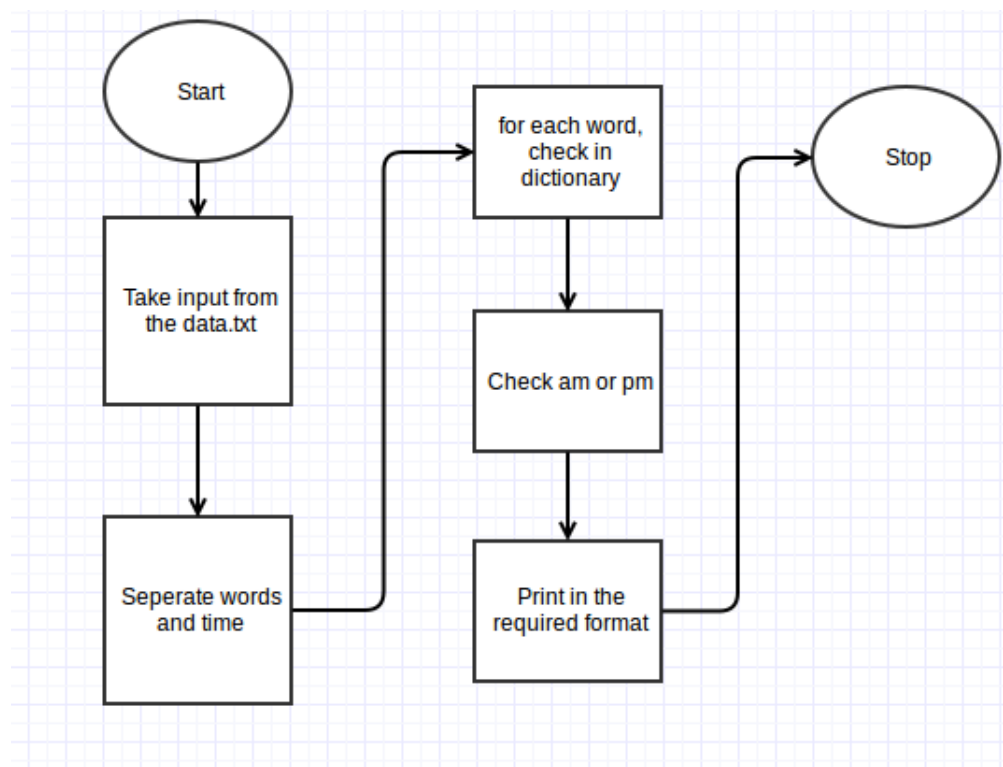 Start
Take input from
the data.txt
Seperate words
and time
for each word,
check in
dictionary
Check am or pm
Print in the
required format
Stop